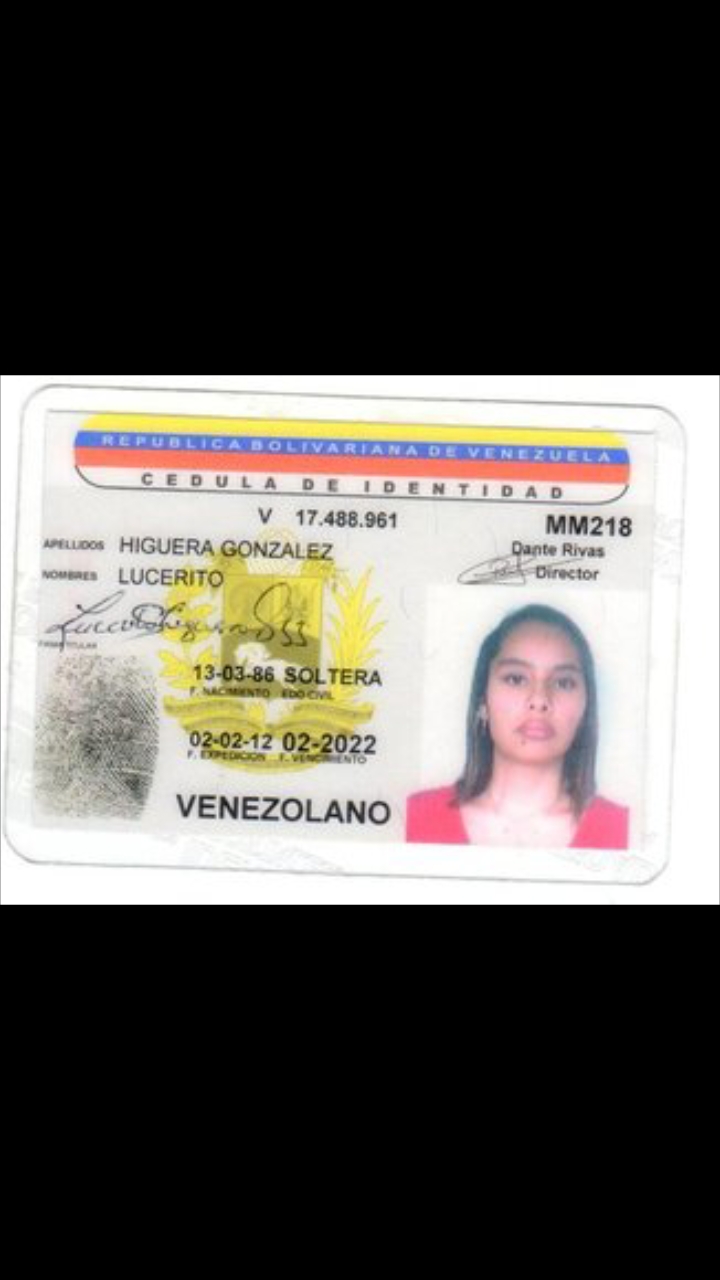 REPUBLICA BOLIVARIANA DE VENEZUELA
CEDULA DE IDENTIDAD
V 17.488.961
MM218
Dante Rivas
Director
APELLIDOS HIGUERA GONZALEZ
NOMBRES LUCERITO
FIRMA TITULAR
13-03-86 SOLTERA
F. NACIMIENTO EDO CIVIL
02-02-12 02-2022
F. EXPEDICION F. VENCIMIENTO
VENEZOLANO